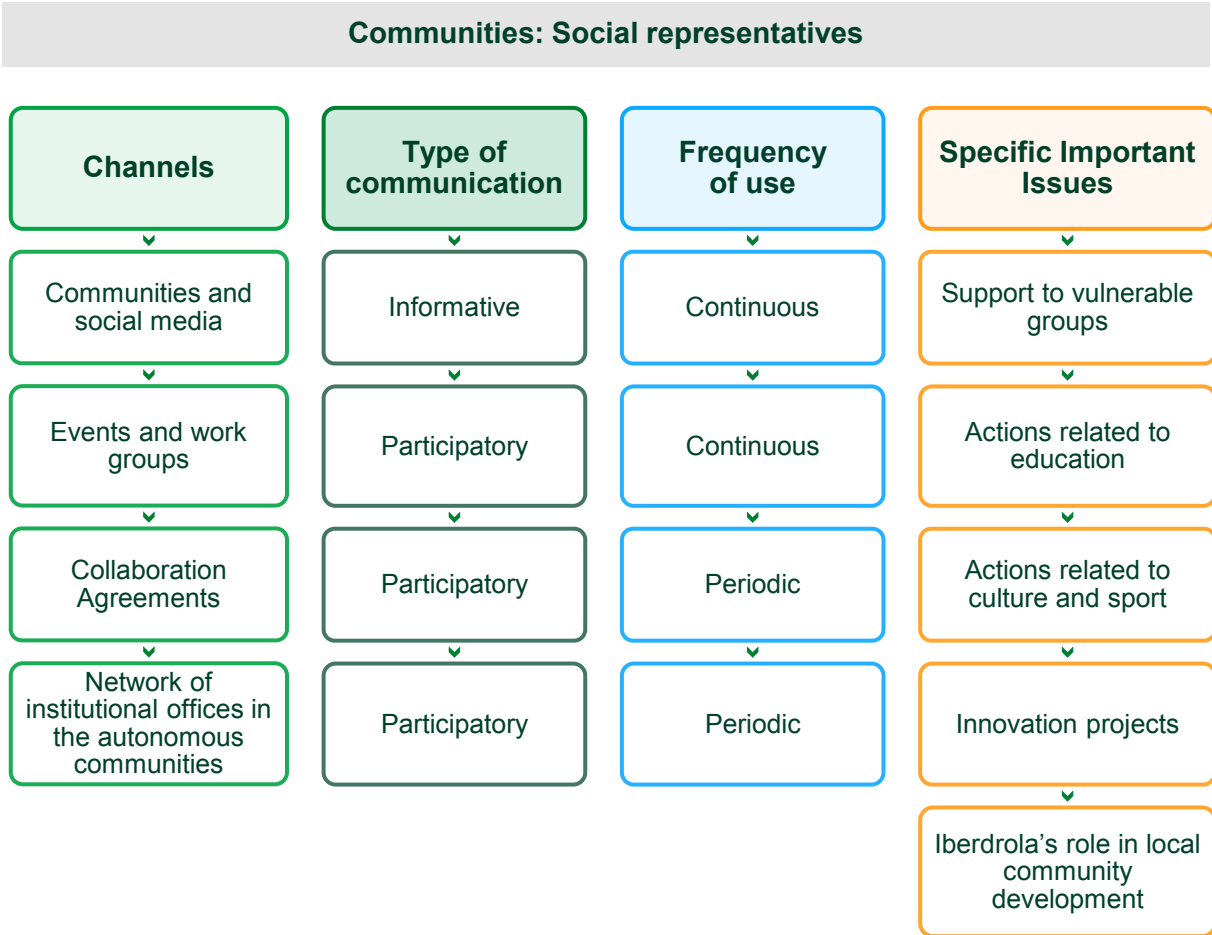 Communities: Social representatives
Channels
Type of
communication
Frequency
of use
Specific Important
Issues
Communities and
social media
Informative
Continuous
Support to vulnerable
groups
Events and work
groups
Participatory
Continuous
Actions related to
education
Collaboration
Agreements
Participatory
Periodic
Actions related to
culture and sport
Network of
institutional offices in
the autonomous
communities
Participatory
Periodic
Innovation projects
Iberdrola’s role in local
community
development